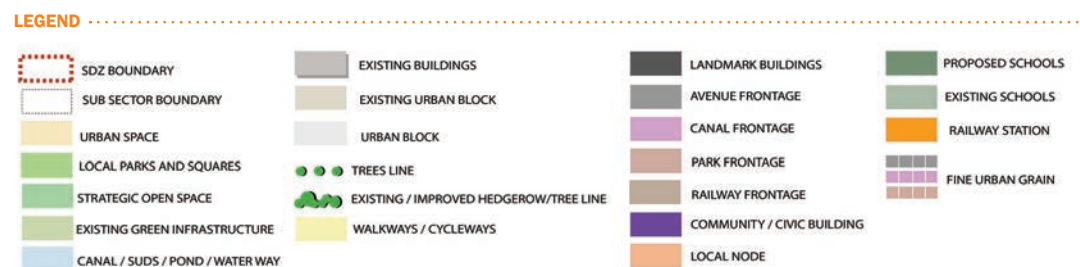 LEGEND
SDZ BOUNDARY
SUB SECTOR BOUNDARY
URBAN SPACE
LOCAL PARKS AND SQUARES
STRATEGIC OPEN SPACE
EXISTING GREEN INFRASTRUCTURE
CANAL / SUDS / POND / WATER WAY
EXISTING BUILDINGS
EXISTING URBAN BLOCK
URBAN BLOCK
TREES LINE
EXISTING / IMPROVED HEDGEROW/TREE LINE
WALKWAYS / CYCLEWAYS
LANDMARK BUILDINGS
AVENUE FRONTAGE
CANAL FRONTAGE
PARK FRONTAGE
RAILWAY FRONTAGE
COMMUNITY / CIVIC BUILDING
LOCAL NODE
PROPOSED SCHOOLS
EXISTING SCHOOLS
RAILWAY STATION
FINE URBAN GRAIN